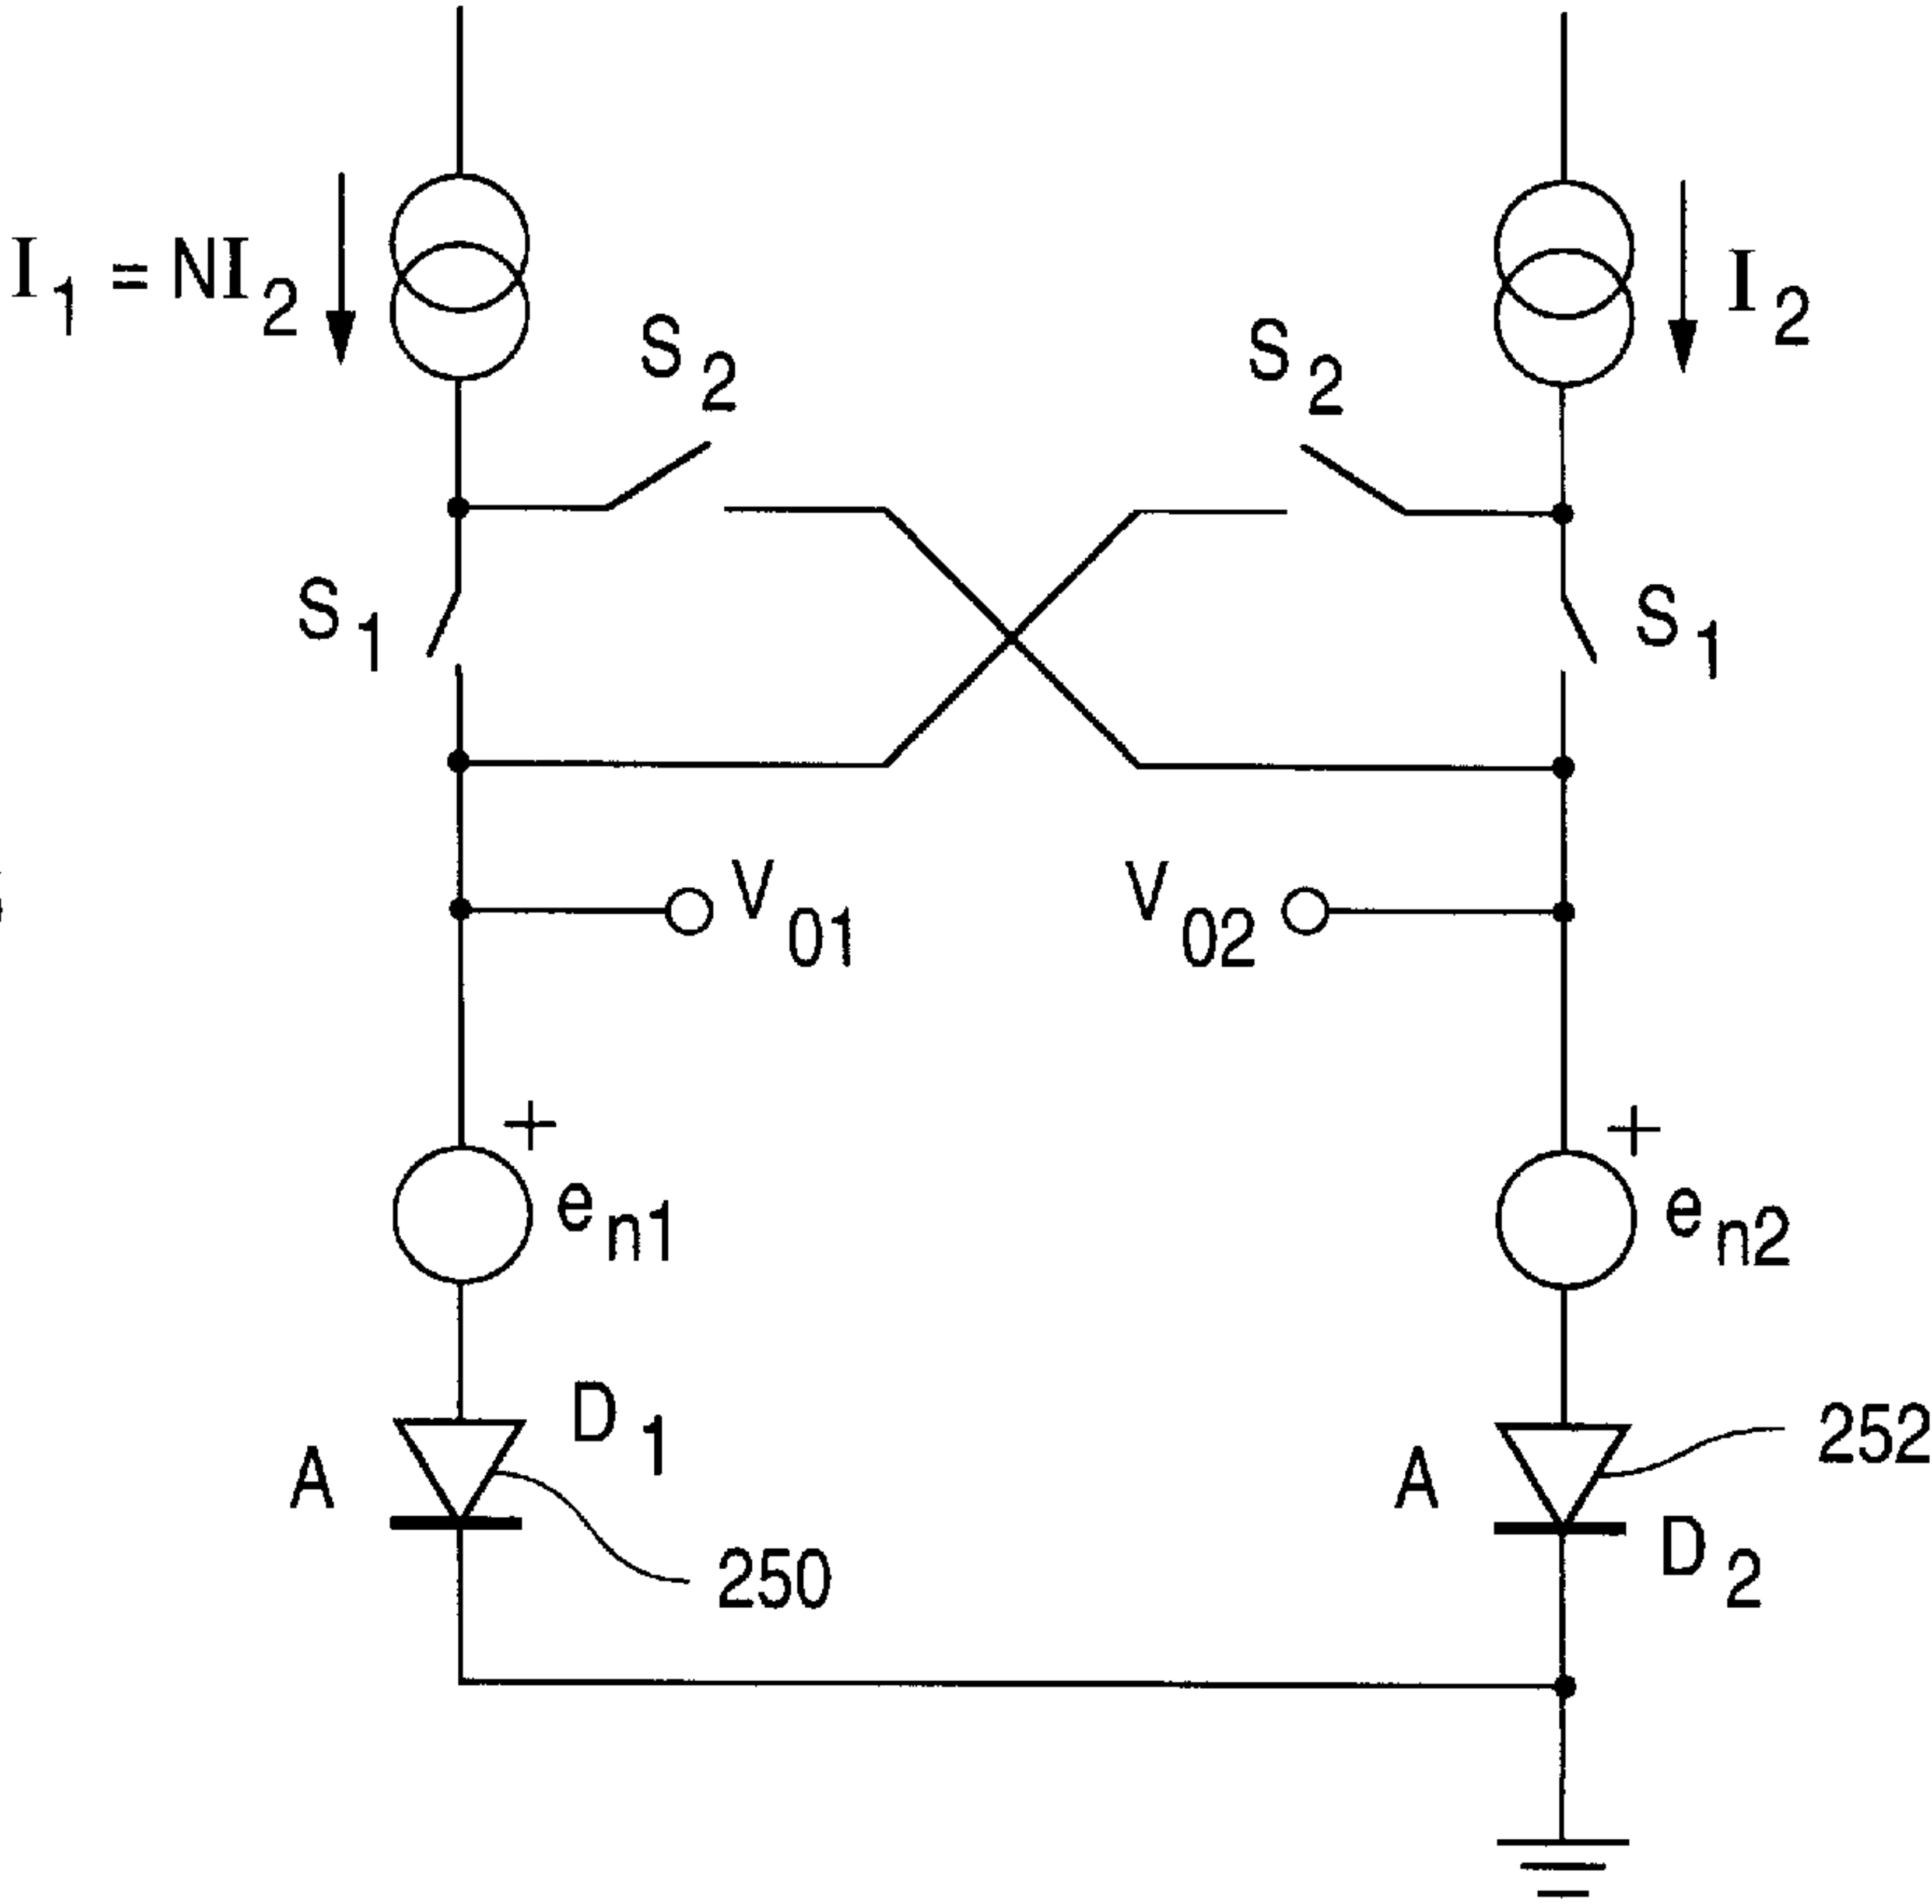 I1 = NI2
I2
S2
S2
S1
S1
V01
V02
+
en1
+
en2
D1
A
250
A
252
D2